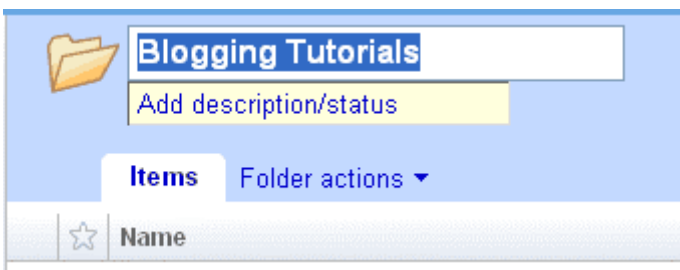 Blogging Tutorials
Add description/status
Items Folder actions
Name